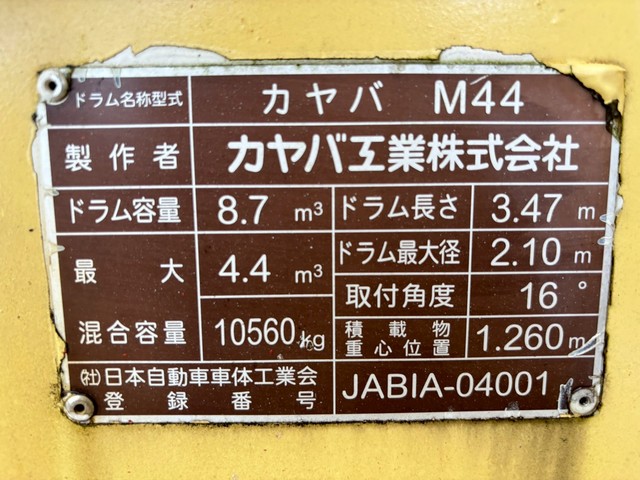 ドラム名称型式 カヤバ M44
製作者 カヤバ工業株式会社
ドラム容量 8.7 m³ ドラム長さ 3.47 m
最大 4.4 m³ ドラム最大径 2.10 m
取付角度 16°
混合容量 10560kg 積載物重心位置 1.260m
(社)日本自動車車体工業会
登録番号 JABIA-04001